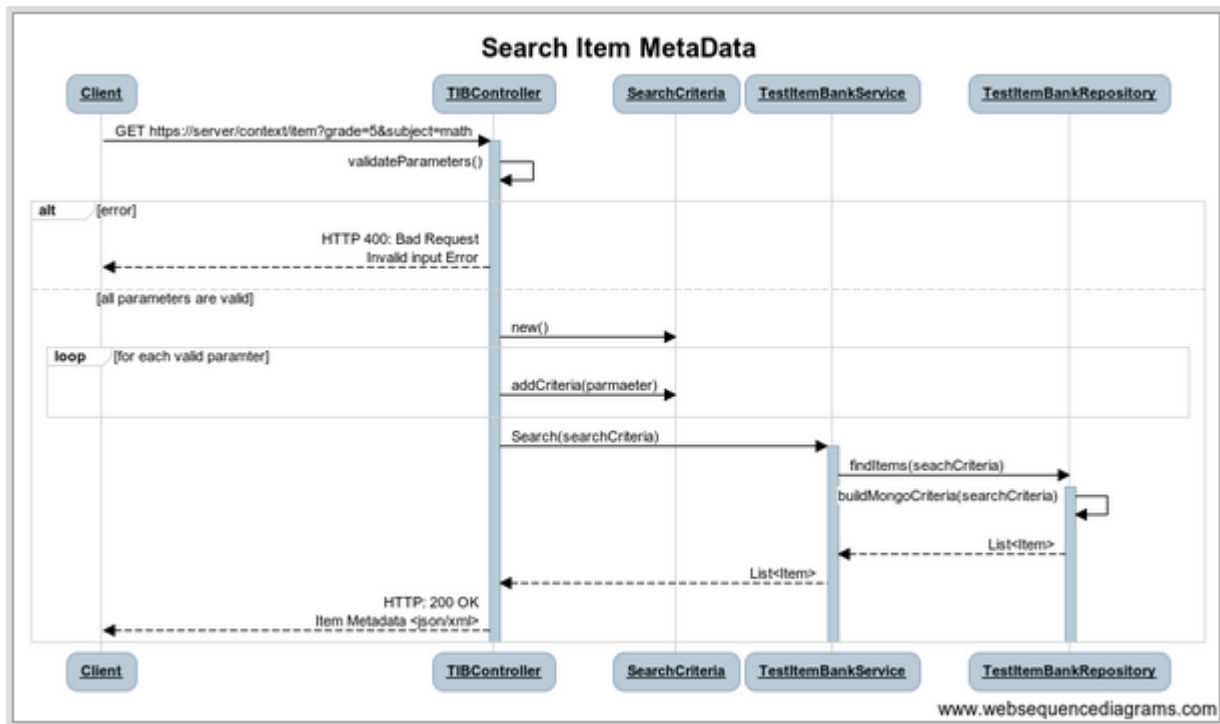 Search Item MetaData
Client
TIBController
SearchCriteria
TestItemBankService
TestItemBankRepository
GET https://server/context/item?grade=5&subject=math
validateParameters()
alt
[error]
HTTP 400: Bad Request
Invalid input Error
[all parameters are valid]
new()
loop
[for each valid paramter]
addCriteria(parmaeter)
Search(searchCriteria)
findItems(seachCriteria)
buildMongoCriteria(searchCriteria)
List<Item>
List<Item>
HTTP: 200 OK
Item Metadata <json/xml>
Client
TIBController
SearchCriteria
TestItemBankService
TestItemBankRepository
www.websequencediagrams.com